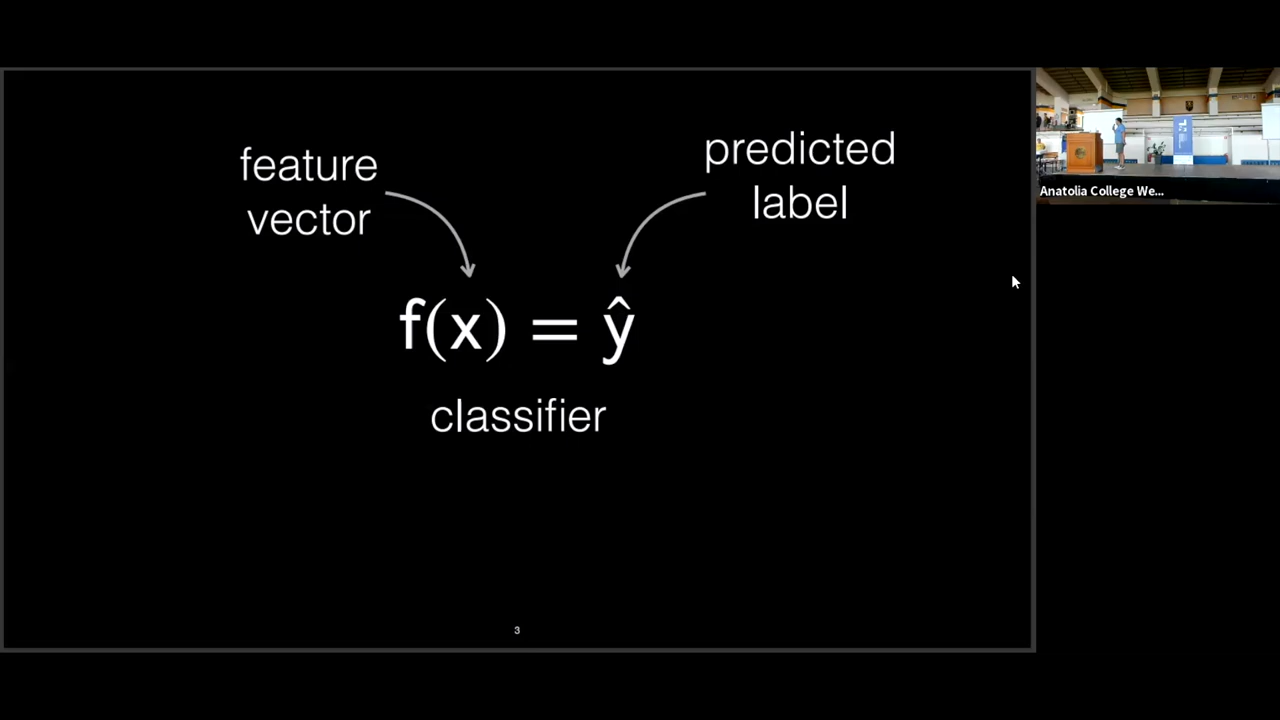 feature
vector
predicted
label
f(x) = ŷ
classifier
3
Anatolia College We...